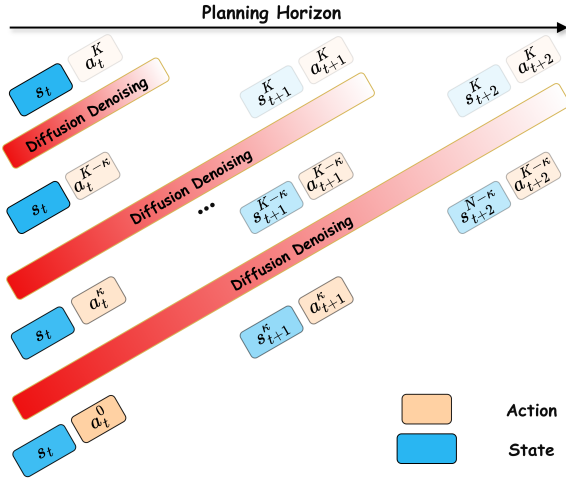 Planning Horizon
s_t a_t^K s_{t+1}^K a_{t+1}^K s_{t+2}^K a_{t+2}^K
Diffusion Denoising
s_t a_t^{K−κ} s_{t+1}^{K−κ} a_{t+1}^{K−κ} s_{t+2}^{N−κ} a_{t+2}^{K−κ}
Diffusion Denoising
...
Diffusion Denoising
s_t a_t^κ s_{t+1}^κ a_{t+1}^κ
s_t a_t^0
Action
State